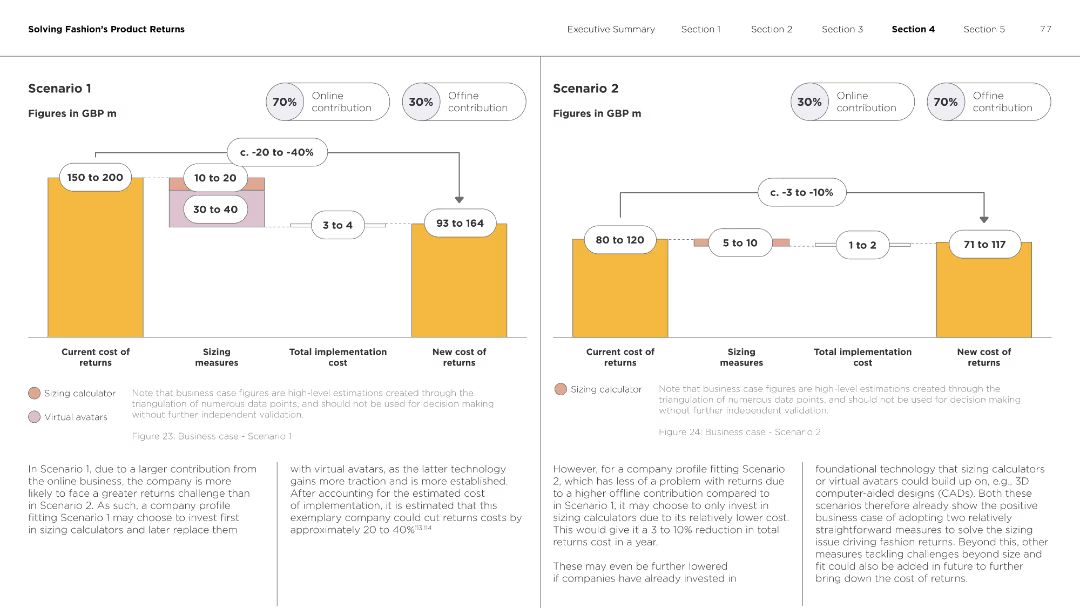 Solving Fashion's Product Returns
Executive Summary Section 1 Section 2 Section 3 Section 4 Section 5 77
Scenario 1
Figures in GBP m
70% Online contribution
30% Offine contribution
c. -20 to -40%
150 to 200
10 to 20
30 to 40
3 to 4
93 to 164
Current cost of returns
Sizing measures
Total implementation cost
New cost of returns
Sizing calculator
Virtual avatars
Note that business case figures are high-level estimations created through the
triangulation of numerous data points, and should not be used for decision making
without further independent validation.
Figure 23: Business case - Scenario 1
In Scenario 1, due to a larger contribution from
the online business, the company is more
likely to face a greater returns challenge than
in Scenario 2. As such, a company profile
fitting Scenario 1 may choose to invest first
in sizing calculators and later replace them
with virtual avatars, as the latter technology
gains more traction and is more established.
After accounting for the estimated cost
of implementation, it is estimated that this
exemplary company could cut returns costs by
approximately 20 to 40%
Scenario 2
Figures in GBP m
30% Online contribution
70% Offine contribution
c. -3 to -10%
80 to 120
5 to 10
1 to 2
71 to 117
Current cost of returns
Sizing measures
Total implementation cost
New cost of returns
Sizing calculator
Note that business case figures are high-level estimations created through the
triangulation of numerous data points, and should not be used for decision making
without further independent validation.
Figure 24: Business case - Scenario 2
However, for a company profile fitting Scenario
2, which has less of a problem with returns due
to a higher offline contribution compared to
in Scenario 1, it may choose to only invest in
sizing calculators due to its relatively lower cost.
This would give it a 3 to 10% reduction in total
returns cost in a year.
These may even be further lowered
if companies have already invested in
foundational technology that sizing calculators
or virtual avatars could build up on, e.g., 3D
computer-aided designs (CADs). Both these
scenarios therefore already show the positive
business case of adopting two relatively
straightforward measures to solve the sizing
issue driving fashion returns. Beyond this, other
measures tackling challenges beyond size and
fit could also be added in future to further
bring down the cost of returns.